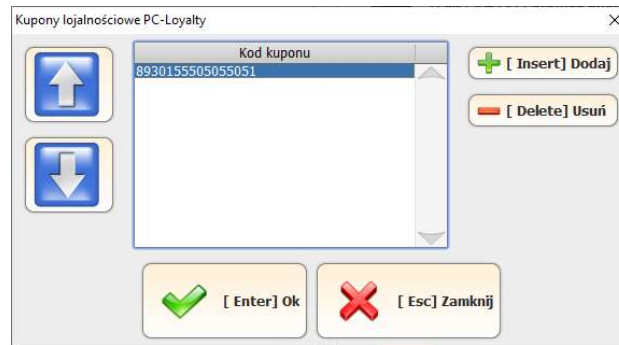 Kupony lojalnościowe PC-Loyalty
Kod kuponu
8930155505055051
[ Insert] Dodaj
[ Delete] Usuń
[ Enter] Ok
[ Esc] Zamknij